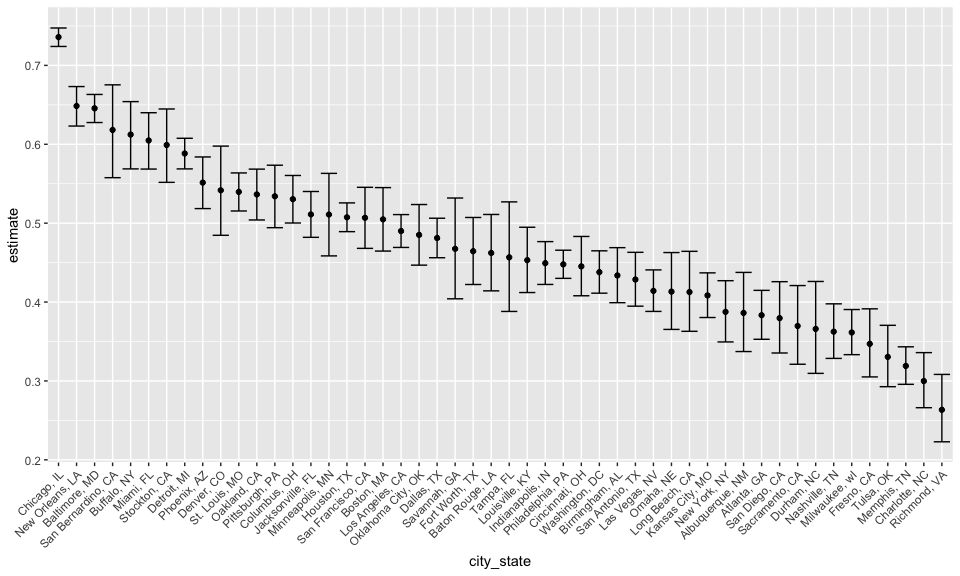 0.7
0.6
0.5
0.4
0.3
0.2
estimate
Chicago, IL
New Orleans, LA
Baltimore, MD
San Bernardino, CA
Buffalo, NY
Miami, FL
Stockton, CA
Detroit, MI
Phoenix, AZ
Denver, CO
St. Louis, MO
Oakland, CA
Pittsburgh, PA
Columbus, OH
Jacksonville, FL
Minneapolis, MN
Houston, TX
San Francisco, CA
Boston, MA
Los Angeles, CA
Oklahoma City, OK
Dallas, TX
Savannah, GA
Fort Worth, TX
Baton Rouge, LA
Tampa, FL
Louisville, KY
Indianapolis, IN
Philadelphia, PA
Cincinnati, OH
Washington, DC
Birmingham, AL
San Antonio, TX
Las Vegas, NV
Omaha, NE
Long Beach, CA
Kansas City, MO
New York, NY
Albuquerque, NM
Atlanta, GA
San Diego, CA
Sacramento, CA
Durham, NC
Nashville, TN
Milwaukee, wI
Fresno, CA
Tulsa, OK
Memphis, TN
Charlotte, NC
Richmond, VA
city_state